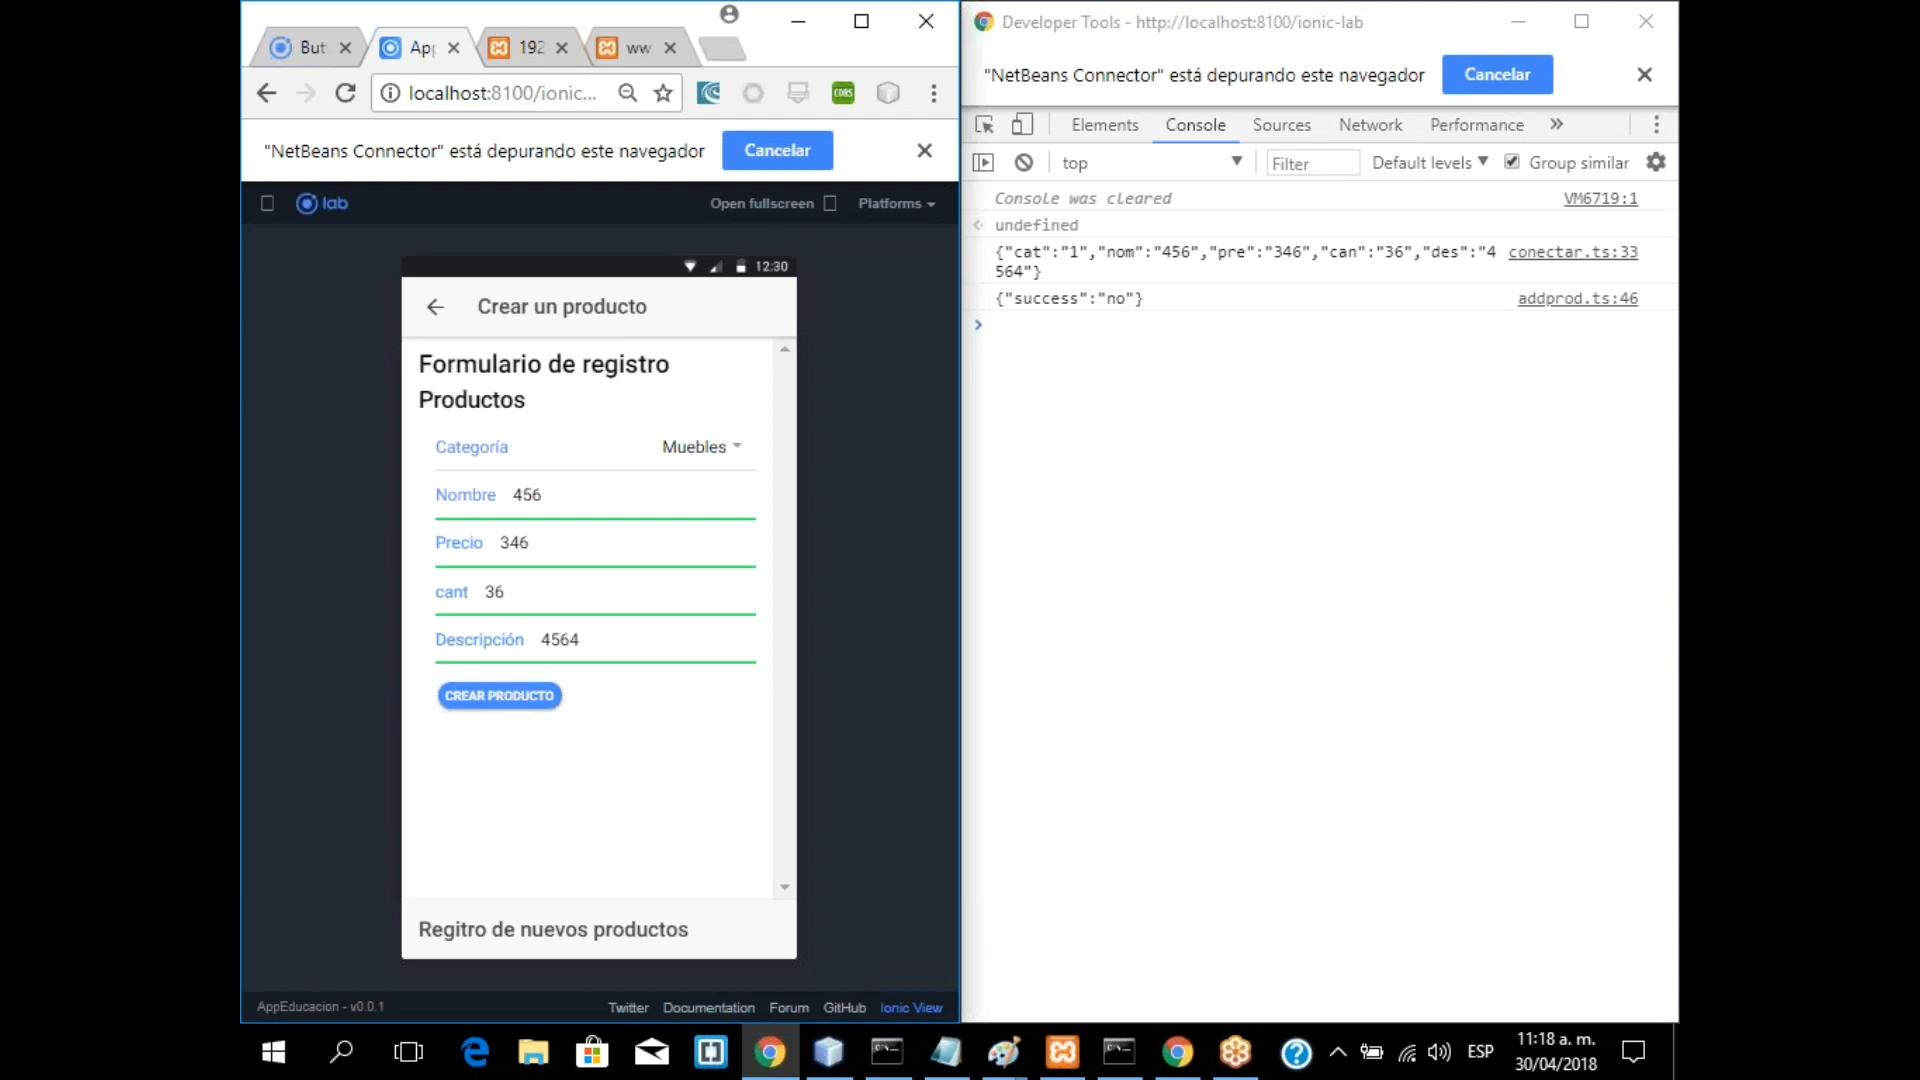 But
App
192
ww
localhost:8100/ionic...
CORS
"NetBeans Connector" está depurando este navegador
Cancelar
lab
Open fullscreen
Platforms
12:30
Crear un producto
Formulario de registro
Productos
Categoría Muebles
Nombre 456
Precio 346
cant 36
Descripción 4564
CREAR PRODUCTO
Regitro de nuevos productos
AppEducacion - v0.0.1
Twitter Documentation Forum GitHub Ionic View
Developer Tools - http://localhost:8100/ionic-lab
"NetBeans Connector" está depurando este navegador
Cancelar
Elements Console Sources Network Performance
top Filter Default levels Group similar
Console was cleared VM6719:1
undefined
{"cat":"1","nom":"456","pre":"346","can":"36","des":"4 conectar.ts:33
564"}
{"success":"no"} addprod.ts:46
ESP
11:18 a. m.
30/04/2018